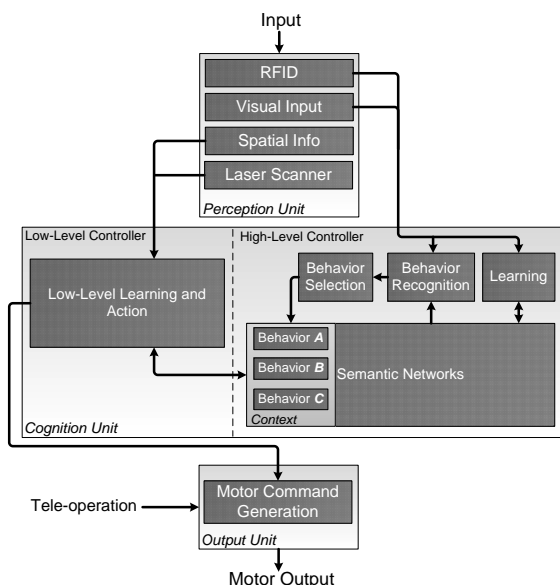 Input
RFID
Visual Input
Spatial Info
Laser Scanner
Perception Unit
Low-Level Controller
High-Level Controller
Low-Level Learning and
Action
Behavior
Selection
Behavior
Recognition
Learning
Behavior A
Behavior B
Behavior C
Context
Semantic Networks
Cognition Unit
Tele-operation
Motor Command
Generation
Output Unit
Motor Output